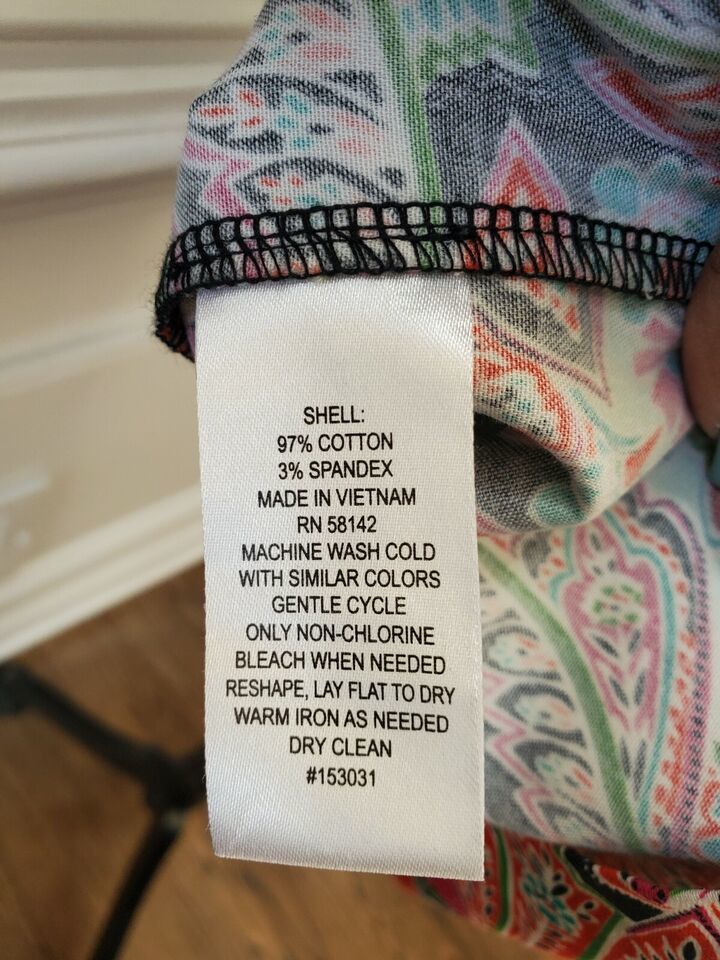 SHELL:
97% COTTON
3% SPANDEX
MADE IN VIETNAM
RN 58142
MACHINE WASH COLD
WITH SIMILAR COLORS
GENTLE CYCLE
ONLY NON-CHLORINE
BLEACH WHEN NEEDED
RESHAPE, LAY FLAT TO DRY
WARM IRON AS NEEDED
DRY CLEAN
#153031